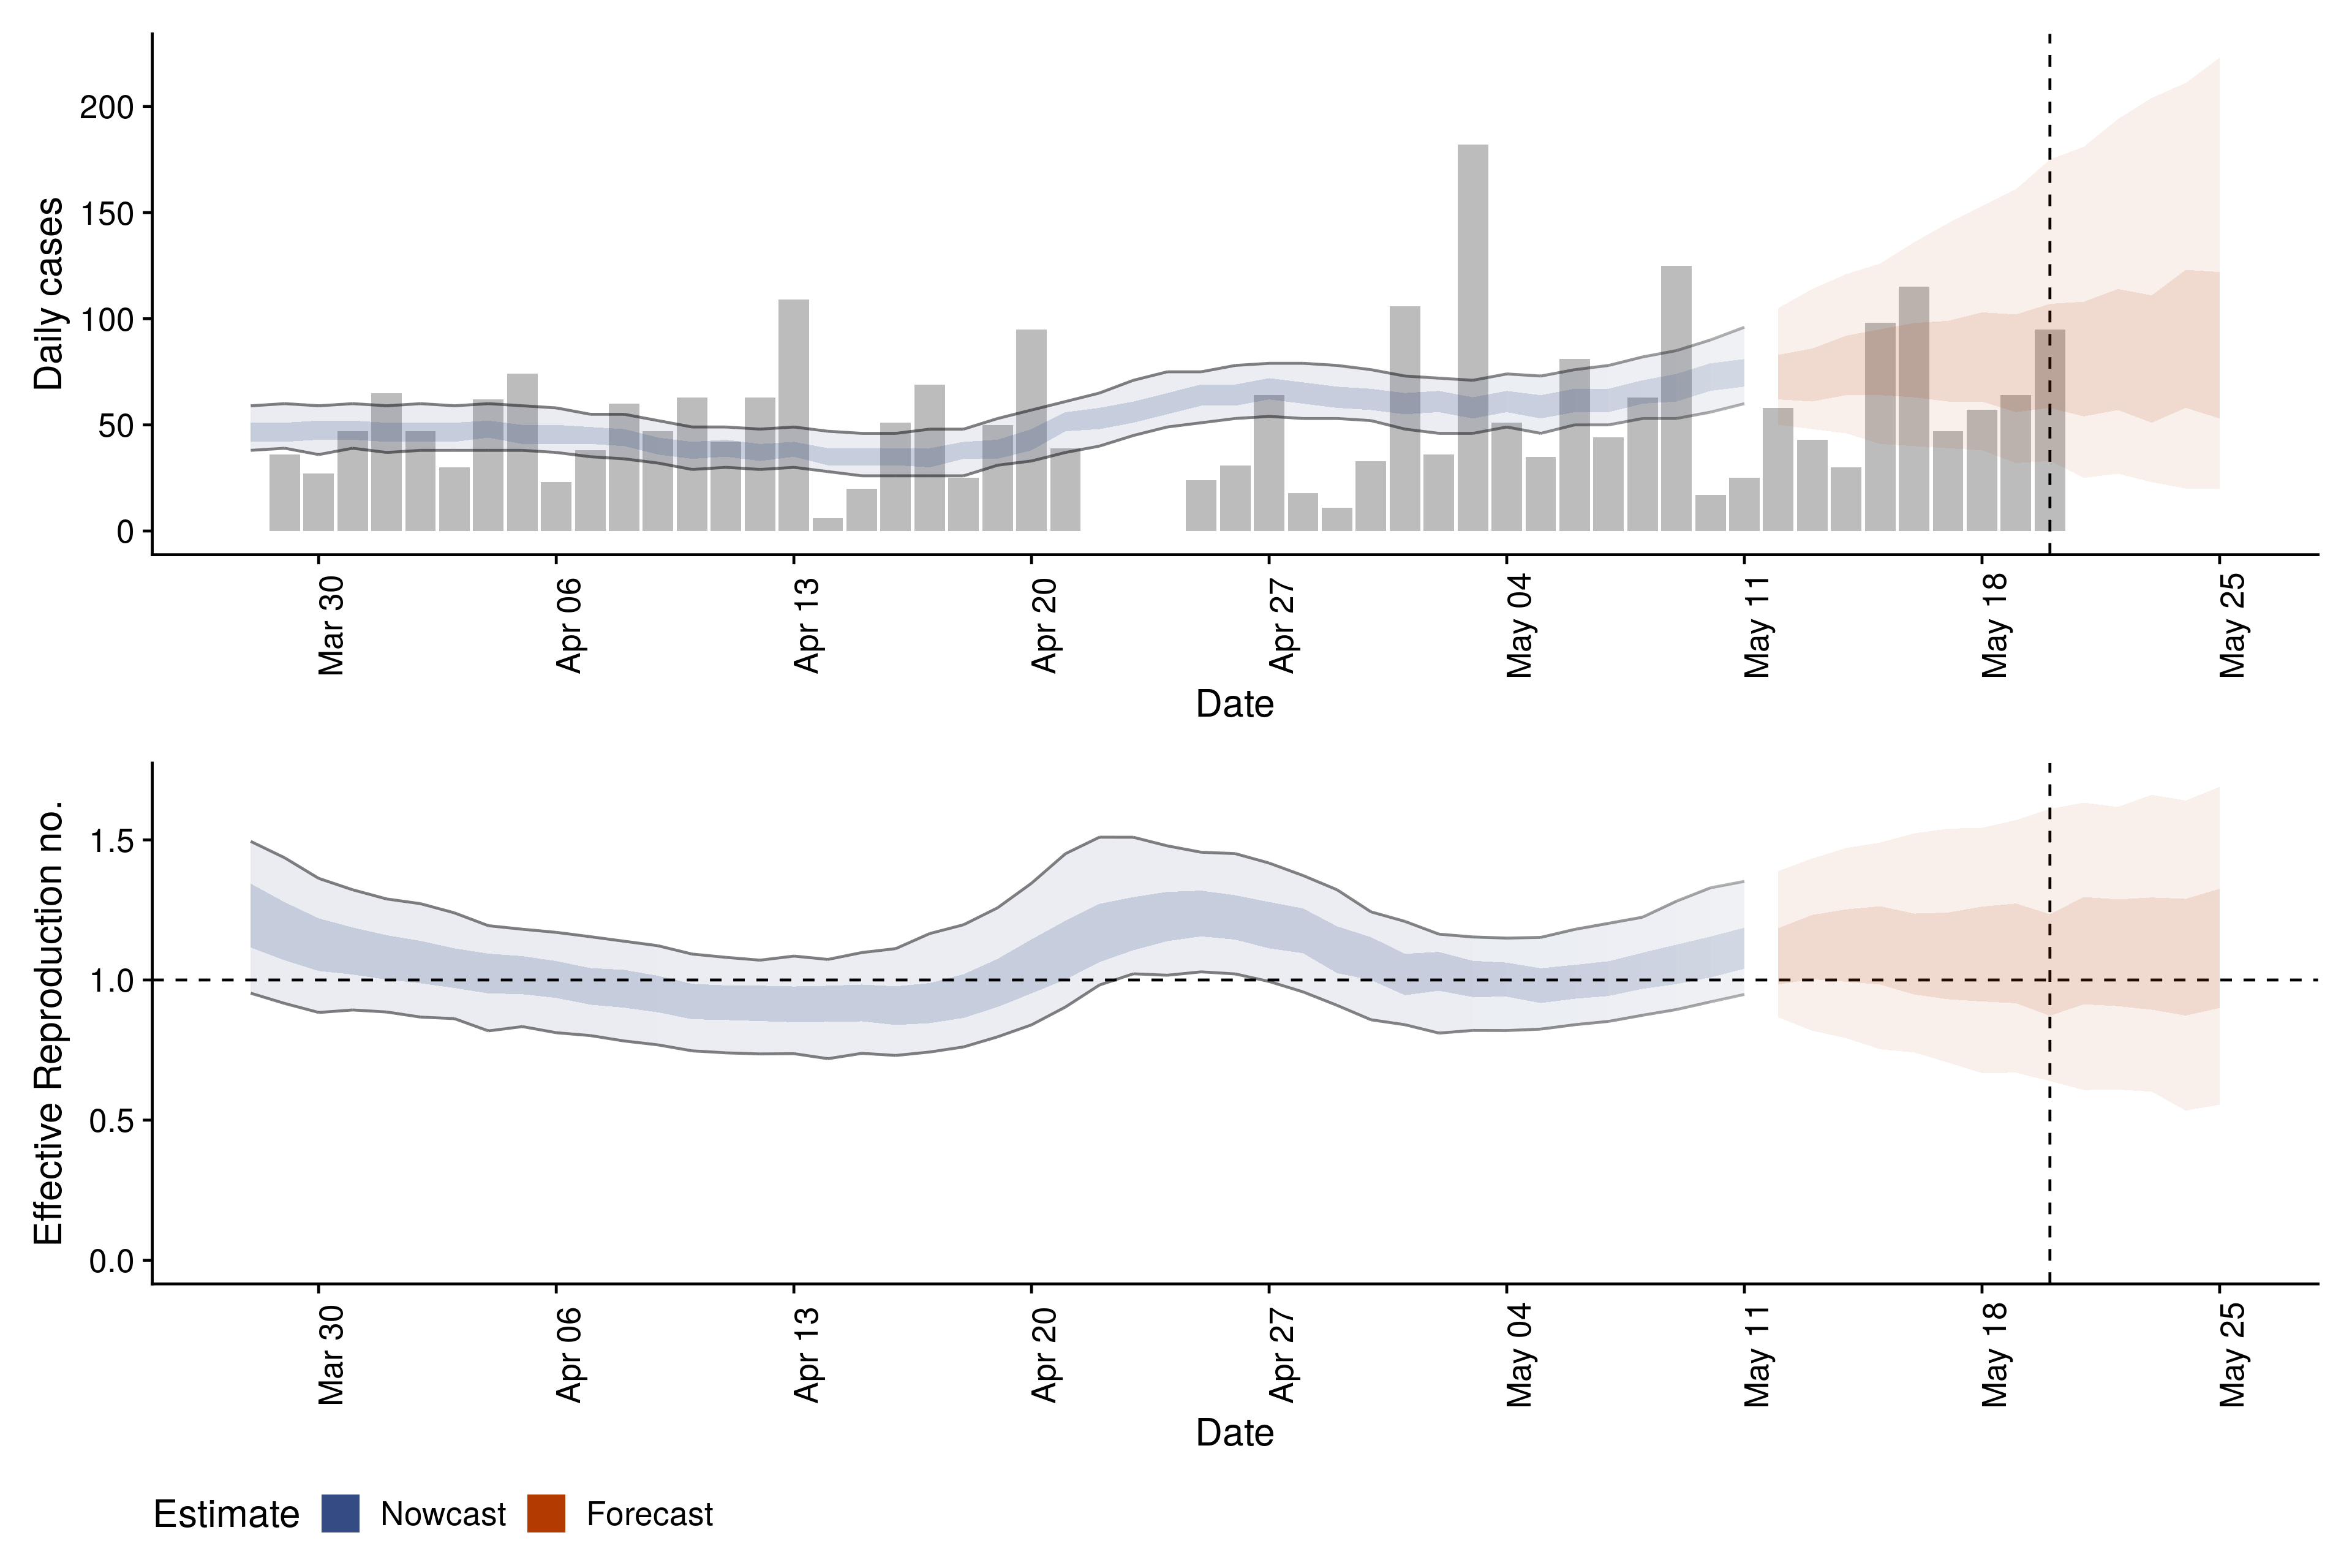 Daily cases
200
150
100
50
0
Mar 30
Apr 06
Apr 13
Apr 20
Apr 27
May 04
May 11
May 18
May 25
Date
Effective Reproduction no.
1.5
1.0
0.5
0.0
Mar 30
Apr 06
Apr 13
Apr 20
Apr 27
May 04
May 11
May 18
May 25
Date
Estimate Nowcast Forecast